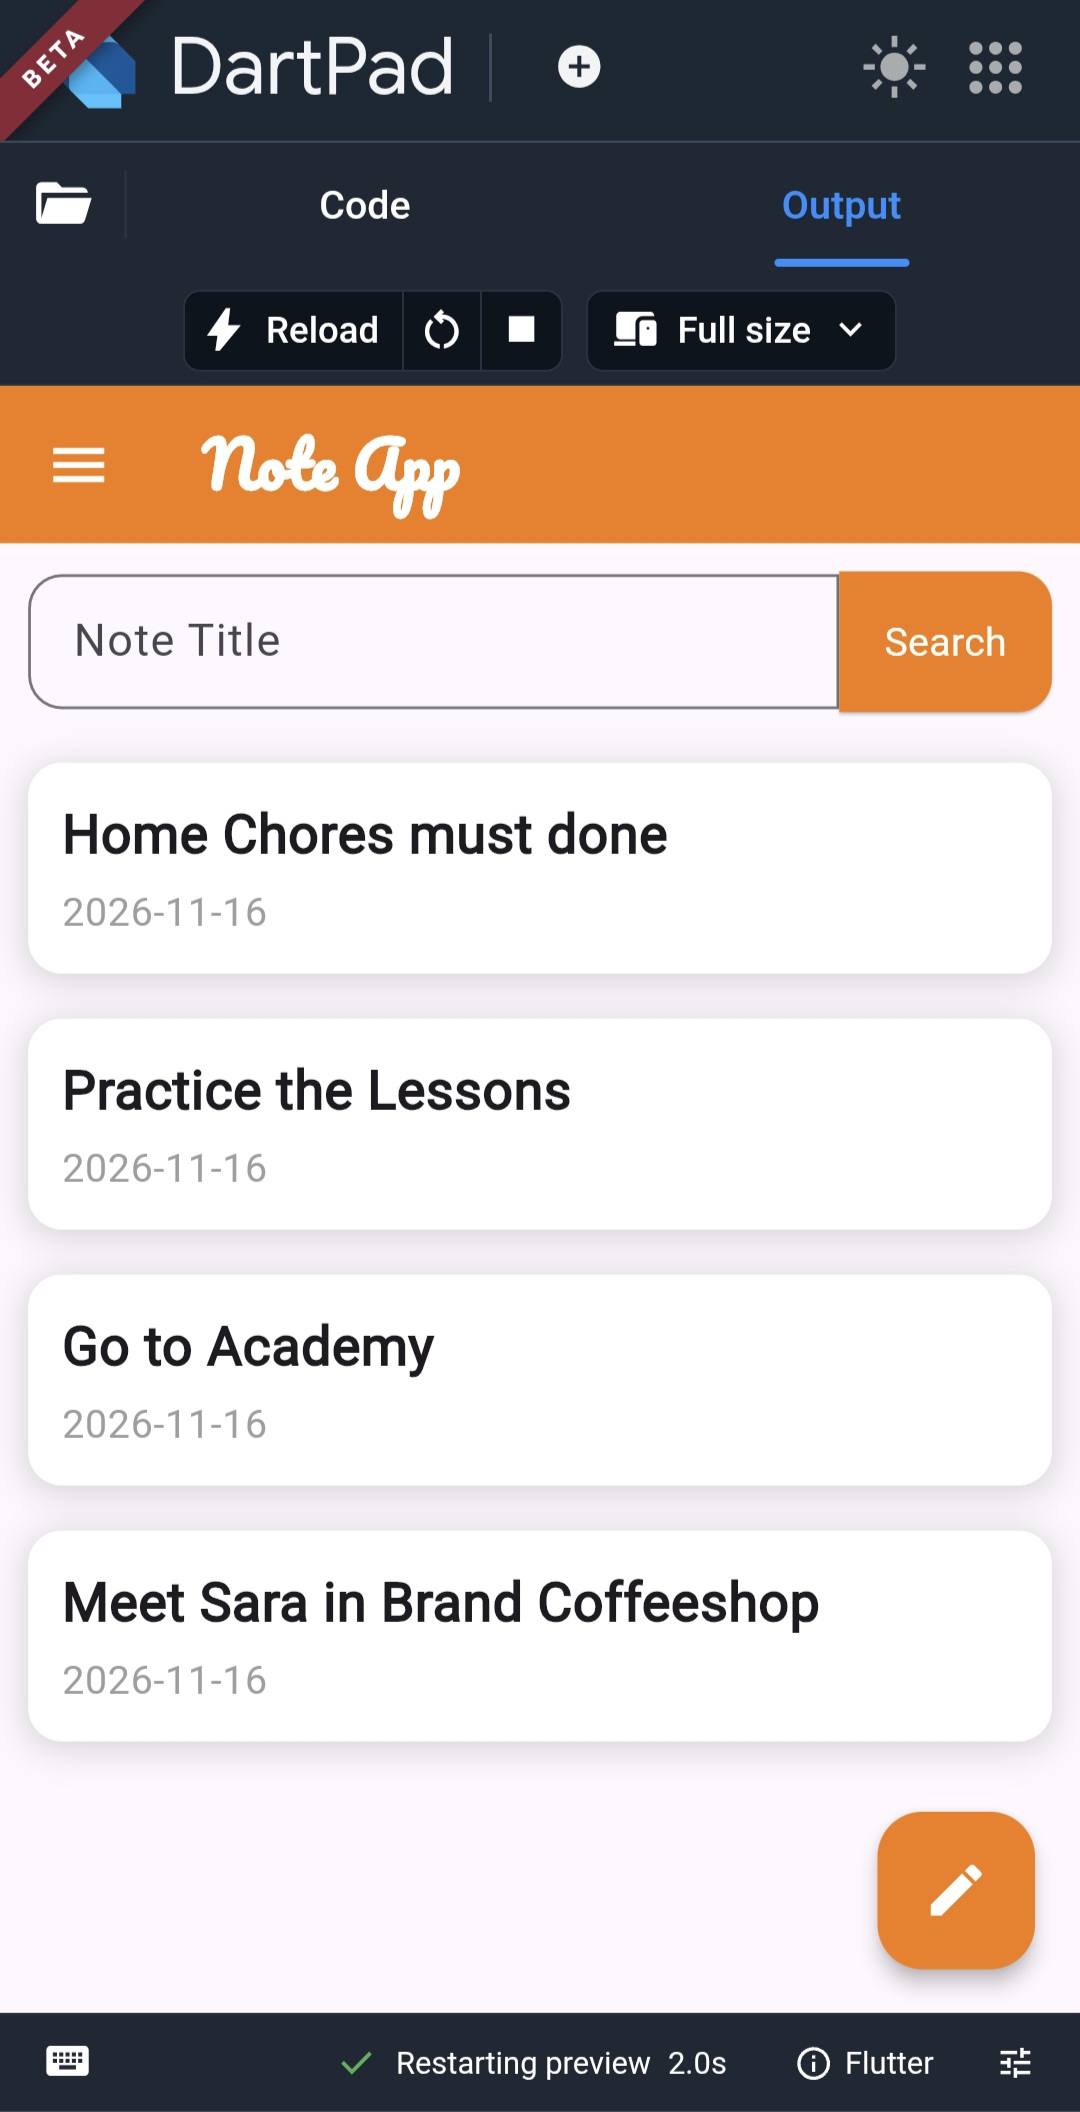 BETA
DartPad
Code
Output
Reload
Full size
Note App
Note Title
Search
Home Chores must done
2026-11-16
Practice the Lessons
2026-11-16
Go to Academy
2026-11-16
Meet Sara in Brand Coffeeshop
2026-11-16
Restarting preview 2.0s
Flutter